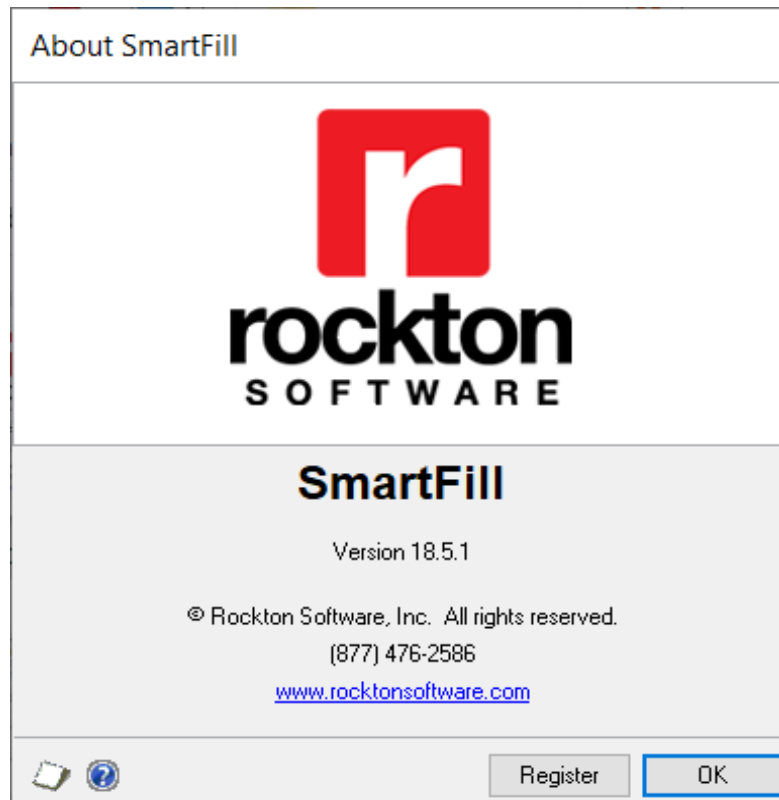 About SmartFill
r
rockton
SOFTWARE
SmartFill
Version 18.5.1
© Rockton Software, Inc. All rights reserved.
(877) 476-2586
www.rocktonsoftware.com
Register OK